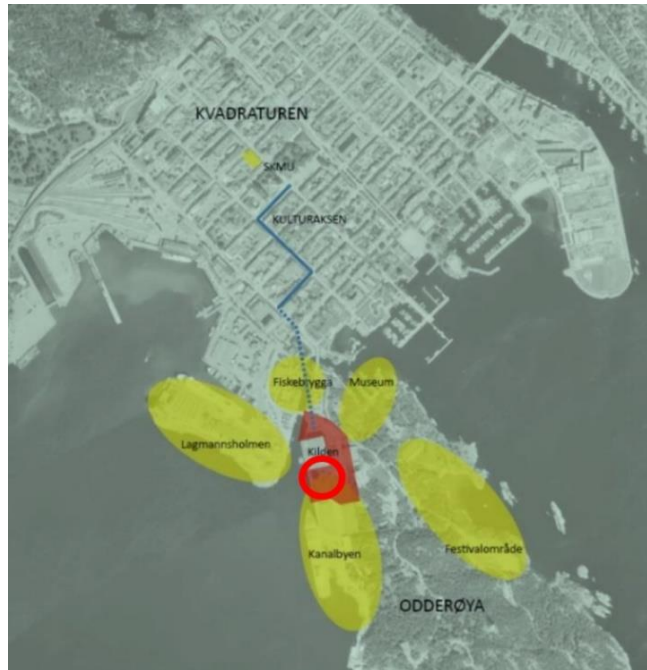 KVADRATUREN
SKMU
KULTURAKSEN
Fiskebrygga
Museum
Lagmannsholmen
Kilden
Kanalbyen
Festivalområde
ODDERØYA